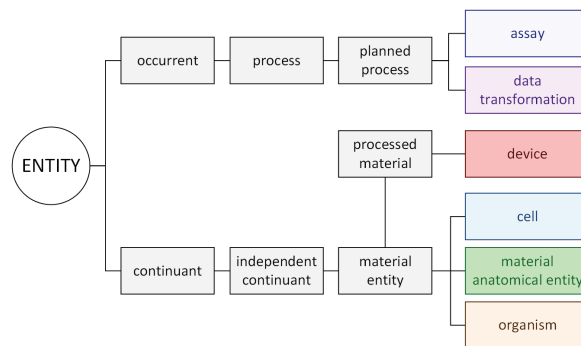 ENTITY
occurrent
process
planned
process
assay
data
transformation
processed
material
device
cell
continuant
independent
continuant
material
entity
material
anatomical entity
organism